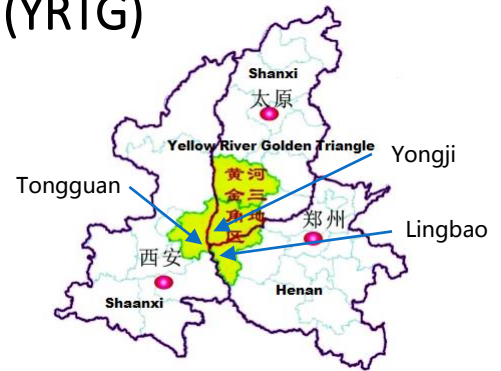 (YRTG)
Shanxi
太原
Yellow River Golden Triangle
Yongji
黄河
金三
角地
区
Tongguan
郑州
Lingbao
西安
Shaanxi
Henan